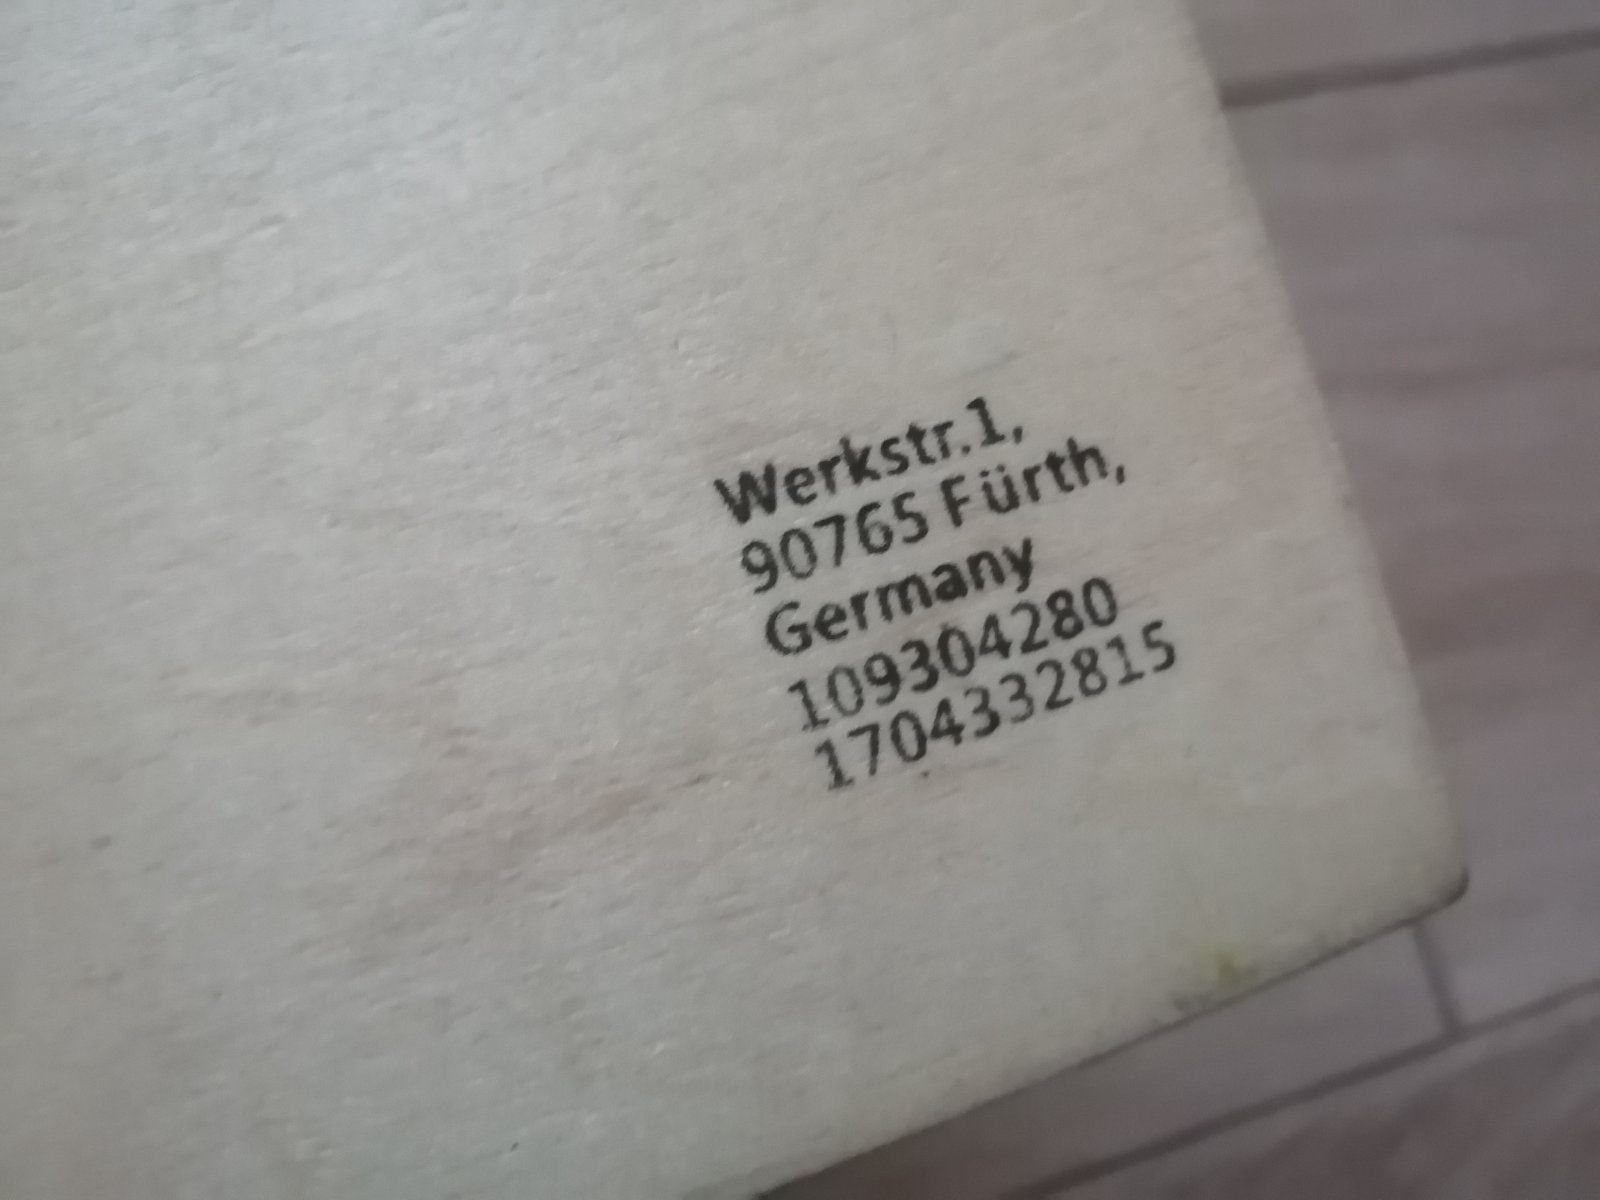 Werkstr.1,
90765 Fürth,
Germany
109304280
1704332815